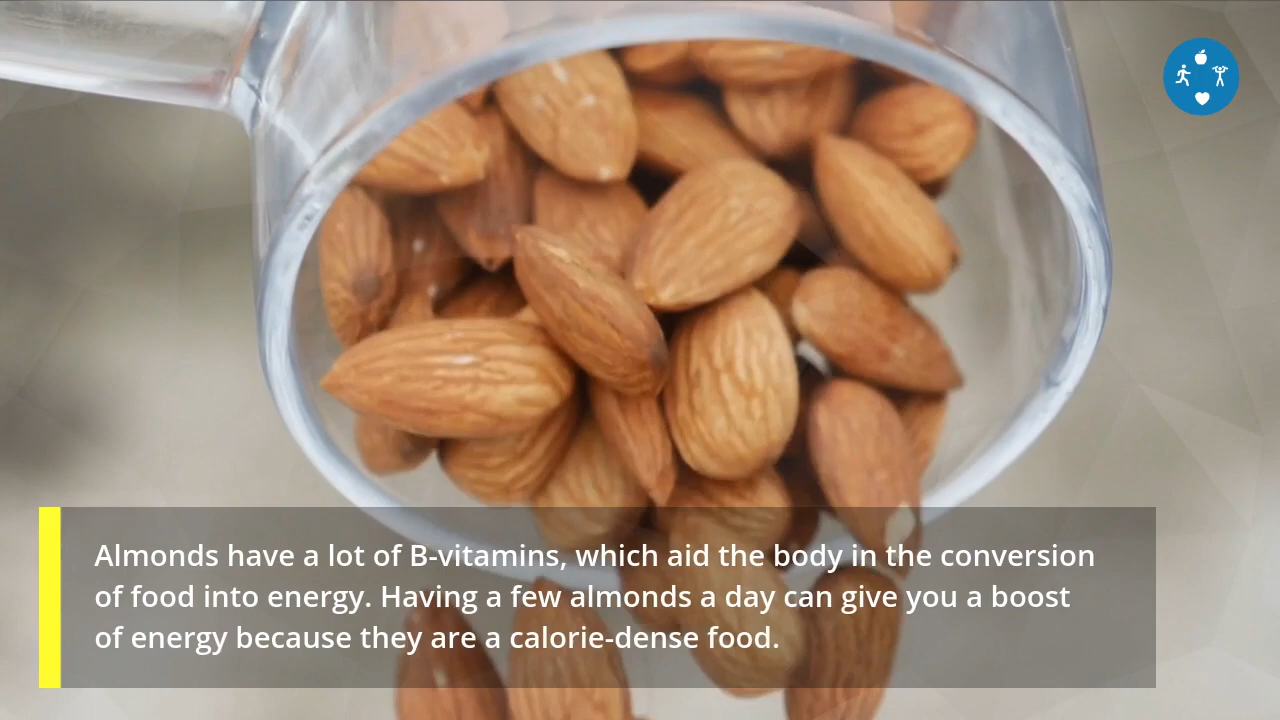 Almonds have a lot of B-vitamins, which aid the body in the conversion
of food into energy. Having a few almonds a day can give you a boost
of energy because they are a calorie-dense food.